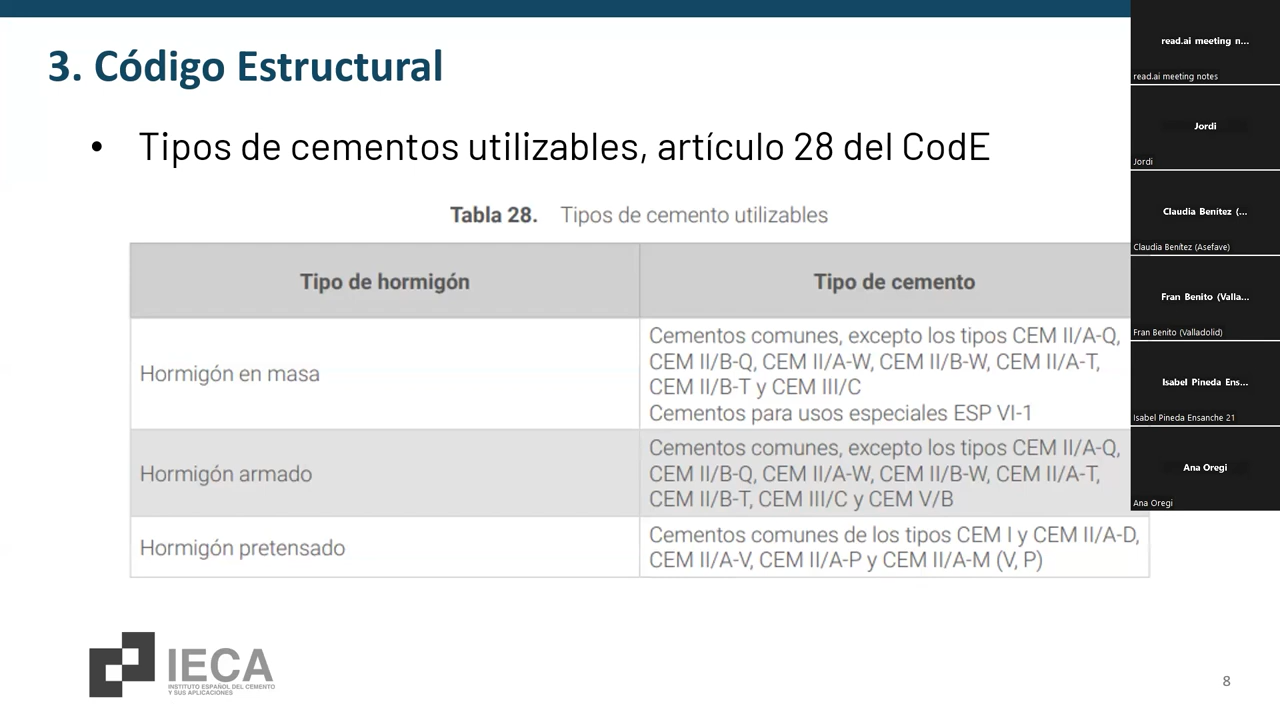 3. Código Estructural
• Tipos de cementos utilizables, artículo 28 del CodE
Tabla 28. Tipos de cemento utilizables
Tipo de hormigón
Tipo de cemento
Hormigón en masa
Cementos comunes, excepto los tipos CEM II/A-Q,
CEM II/B-Q, CEM II/A-W, CEM II/B-W, CEM II/A-T,
CEM II/B-T y CEM III/C
Cementos para usos especiales ESP VI-1
Hormigón armado
Cementos comunes, excepto los tipos CEM II/A-Q,
CEM II/B-Q, CEM II/A-W, CEM II/B-W, CEM II/A-T,
CEM II/B-T, CEM III/C y CEM V/B
Hormigón pretensado
Cementos comunes de los tipos CEM I y CEM II/A-D,
CEM II/A-V, CEM II/A-P y CEM II/A-M (V, P)
IECA
INSTITUTO ESPAÑOL DEL CEMENTO
Y SUS APLICACIONES
8
read.ai meeting n...
read.ai meeting notes
Jordi
Jordi
Claudia Benítez (...
Claudia Benítez (Asefave)
Fran Benito (Valla...
Fran Benito (Valladolid)
Isabel Pineda Ens...
Isabel Pineda Ensanche 21
Ana Oregi
Ana Oregi